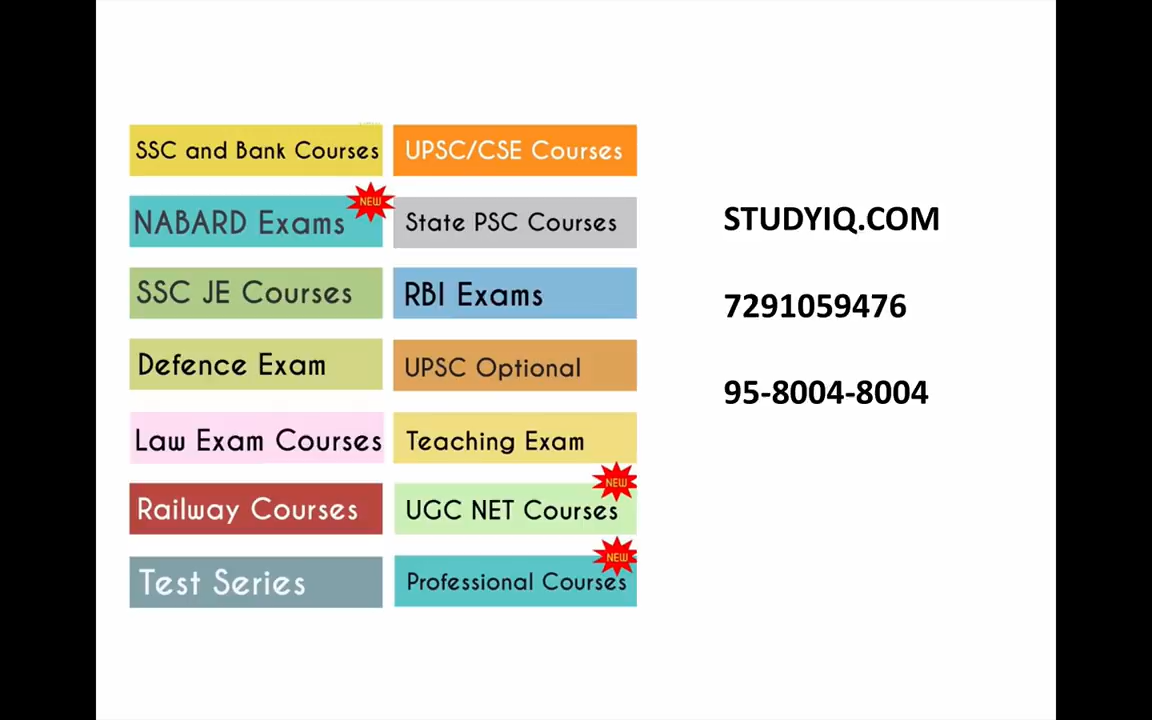 SSC and Bank Courses
UPSC/CSE Courses
NABARD Exams
NEW
State PSC Courses
SSC JE Courses
RBI Exams
Defence Exam
UPSC Optional
Law Exam Courses
Teaching Exam
Railway Courses
NEW
UGC NET Courses
Test Series
NEW
Professional Courses
STUDYIQ.COM
7291059476
95-8004-8004